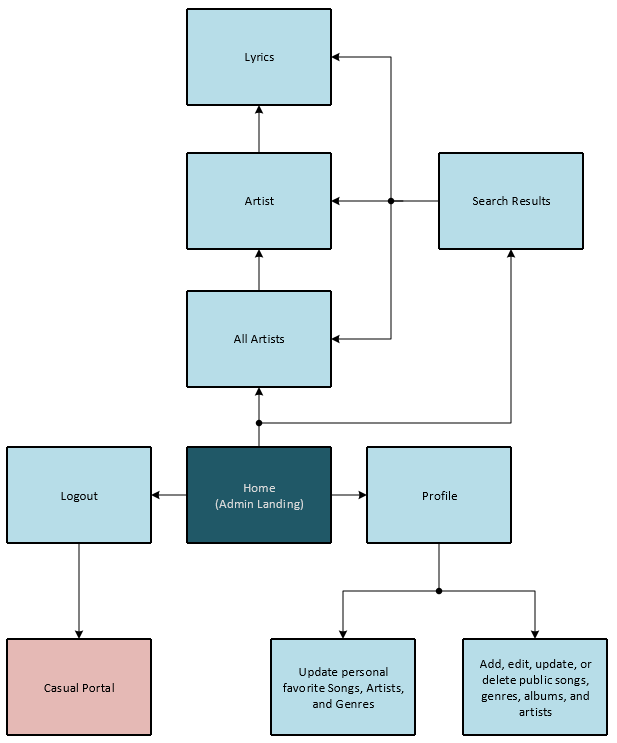 Lyrics
Artist
Search Results
All Artists
Logout
Home
(Admin Landing)
Profile
Casual Portal
Update personal
favorite Songs, Artists,
and Genres
Add, edit, update, or
delete public songs,
genres, albums, and
artists